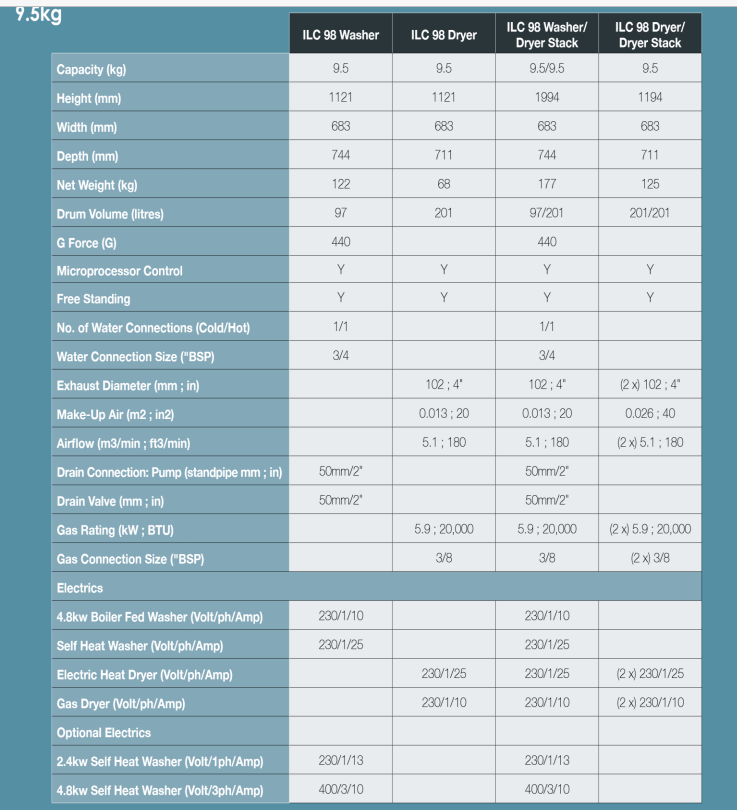 9.5kg
ILC 98 Washer ILC 98 Dryer ILC 98 Washer/ Dryer Stack ILC 98 Dryer/ Dryer Stack
Capacity (kg) 9.5 9.5 9.5/9.5 9.5
Height (mm) 1121 1121 1994 1194
Width (mm) 683 683 683 683
Depth (mm) 744 711 744 711
Net Weight (kg) 122 68 177 125
Drum Volume (litres) 97 201 97/201 201/201
G Force (G) 440 440
Microprocessor Control Y Y Y Y
Free Standing Y Y Y Y
No. of Water Connections (Cold/Hot) 1/1 1/1
Water Connection Size ("BSP) 3/4 3/4
Exhaust Diameter (mm ; in) 102 ; 4" 102 ; 4" (2 x) 102 ; 4"
Make-Up Air (m2 ; in2) 0.013 ; 20 0.013 ; 20 0.026 ; 40
Airflow (m3/min ; ft3/min) 5.1 ; 180 5.1 ; 180 (2 x) 5.1 ; 180
Drain Connection: Pump (standpipe mm ; in) 50mm/2" 50mm/2"
Drain Valve (mm ; in) 50mm/2" 50mm/2"
Gas Rating (kW ; BTU) 5.9 ; 20,000 5.9 ; 20,000 (2 x) 5.9 ; 20,000
Gas Connection Size ("BSP) 3/8 3/8 (2 x) 3/8
Electrics
4.8kw Boiler Fed Washer (Volt/ph/Amp) 230/1/10 230/1/10
Self Heat Washer (Volt/ph/Amp) 230/1/25 230/1/25
Electric Heat Dryer (Volt/ph/Amp) 230/1/25 230/1/25 (2 x) 230/1/25
Gas Dryer (Volt/ph/Amp) 230/1/10 230/1/10 (2 x) 230/1/10
Optional Electrics
2.4kw Self Heat Washer (Volt/1ph/Amp) 230/1/13 230/1/13
4.8kw Self Heat Washer (Volt/3ph/Amp) 400/3/10 400/3/10